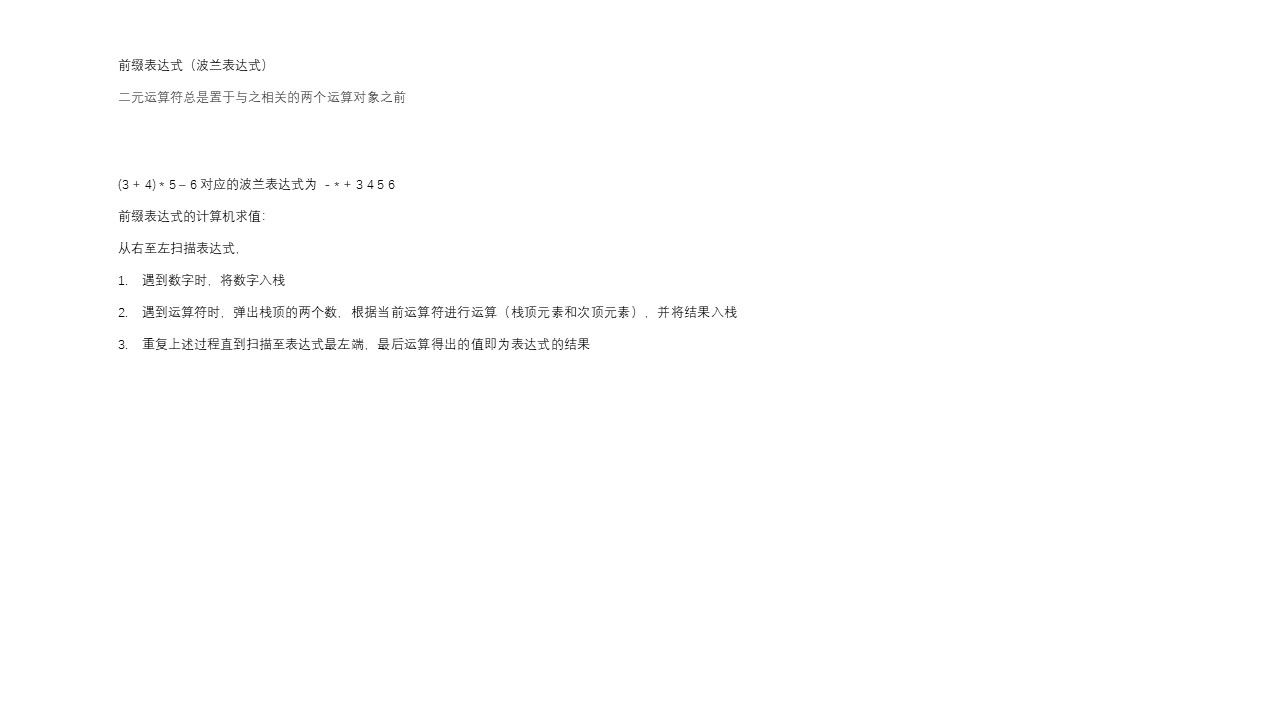 前缀表达式（波兰表达式）
二元运算符总是置于与之相关的两个运算对象之前
(3 + 4) * 5 – 6 对应的波兰表达式为 - * + 3 4 5 6
前缀表达式的计算机求值：
从右至左扫描表达式，
1. 遇到数字时，将数字入栈
2. 遇到运算符时，弹出栈顶的两个数，根据当前运算符进行运算（栈顶元素和次顶元素），并将结果入栈
3. 重复上述过程直到扫描至表达式最左端，最后运算得出的值即为表达式的结果